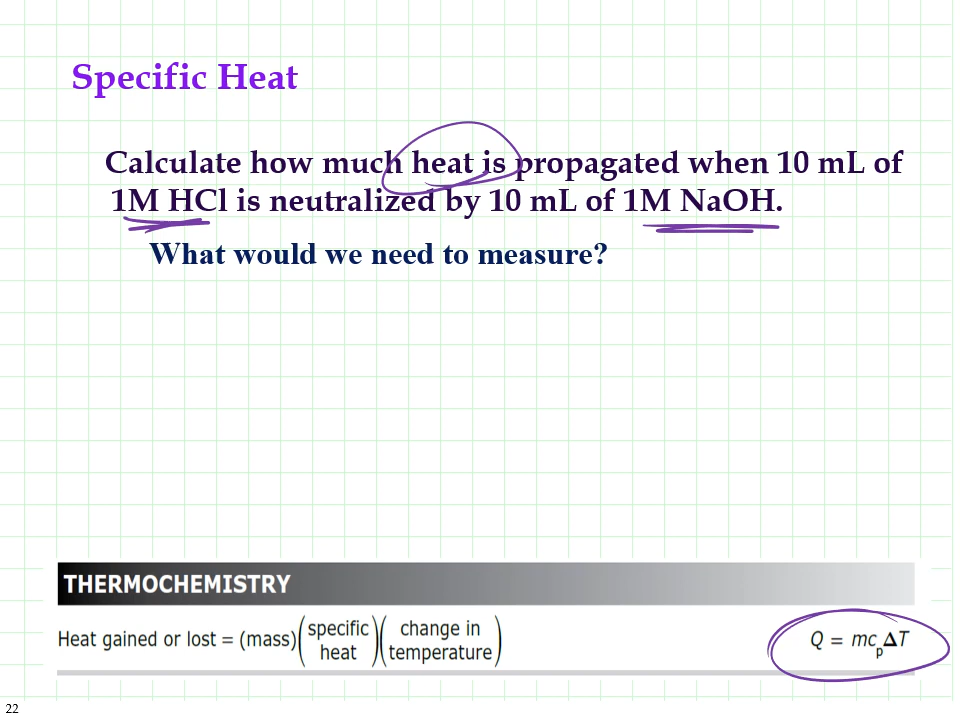 Specific Heat
Calculate how much heat is propagated when 10 mL of
1M HCl is neutralized by 10 mL of 1M NaOH.
What would we need to measure?
THERMOCHEMISTRY
Heat gained or lost = (mass)(specific heat)(change in temperature)
Q = mc_pΔT
22